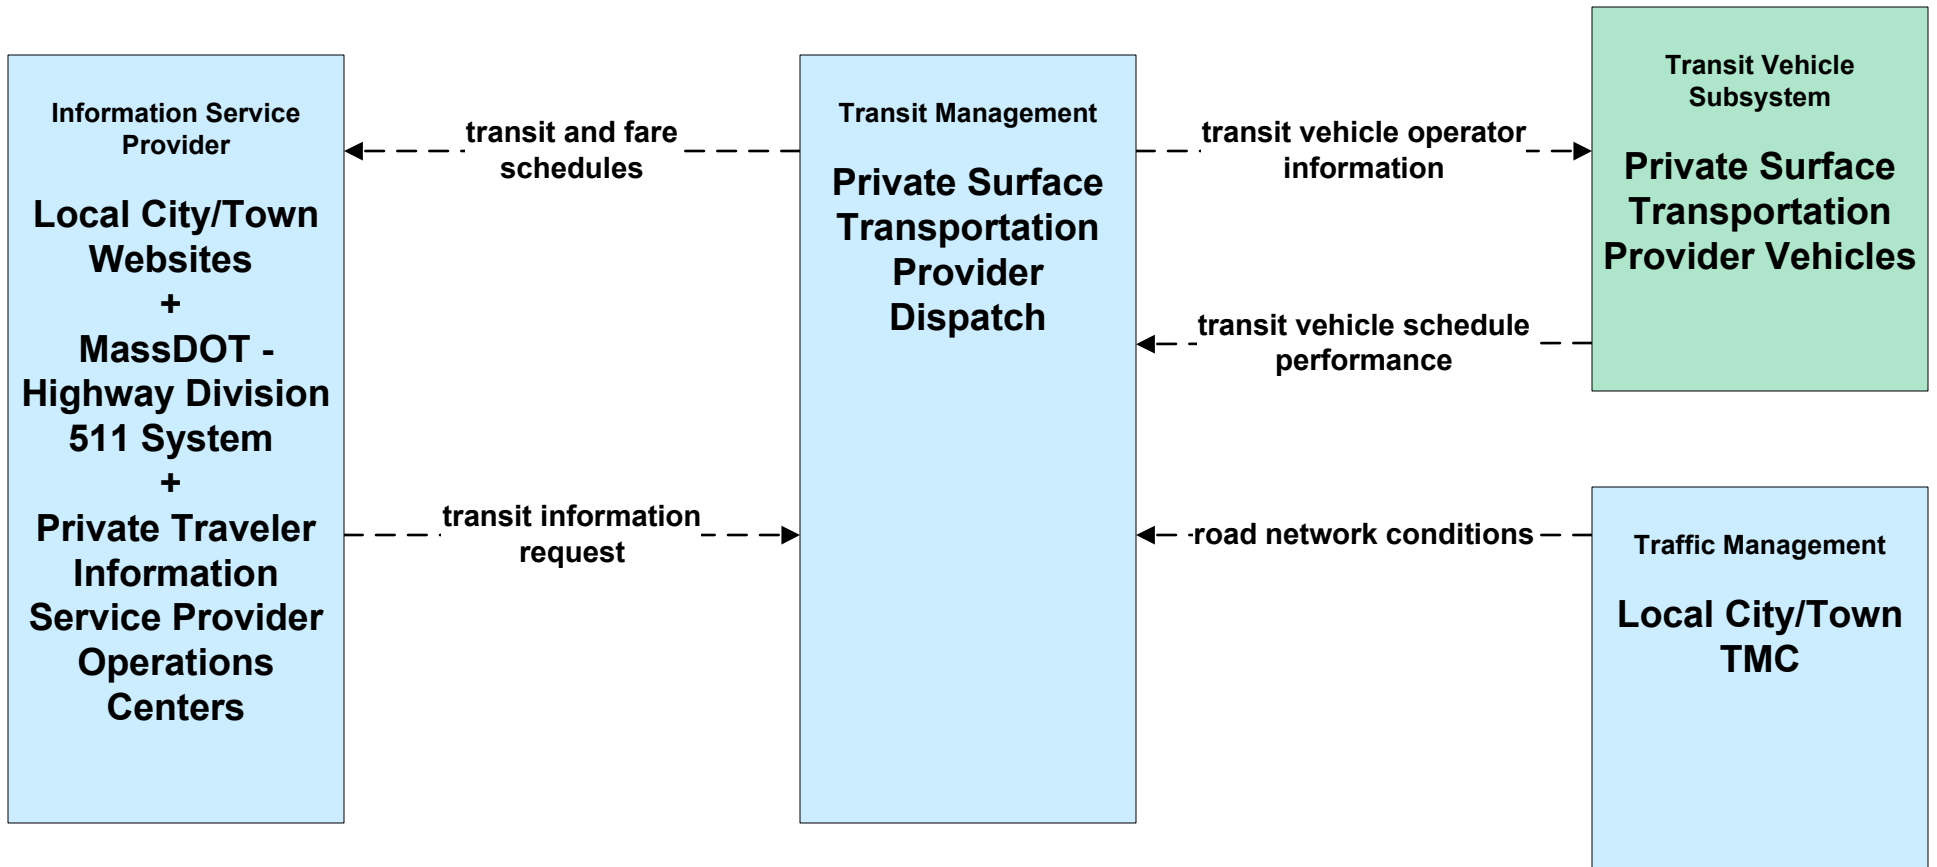 Information Service
Provider
Local City/Town
Websites
+
MassDOT -
Highway Division
511 System
+
Private Traveler
Information
Service Provider
Operations
Centers
transit and fare
schedules
transit information
request
Transit Management
Private Surface
Transportation
Provider
Dispatch
transit vehicle operator
information
transit vehicle schedule
performance
road network conditions
Transit Vehicle
Subsystem
Private Surface
Transportation
Provider Vehicles
Traffic Management
Local City/Town
TMC